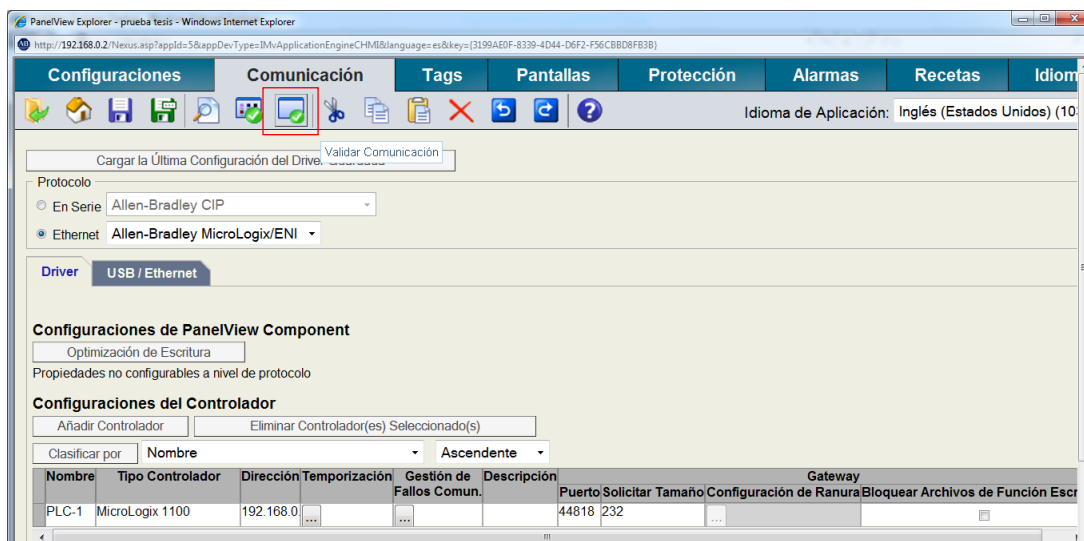 PanelView Explorer - prueba tesis - Windows Internet Explorer
http://192.168.0.2/Nexus.asp?appId=5&appDevType=IMvApplicationEngineCHMI&language=es&key={3199AE0F-8339-4D44-D6F2-F56CBBD8FB3B}
Configuraciones Comunicación Tags Pantallas Protección Alarmas Recetas Idiom
Idioma de Aplicación: Inglés (Estados Unidos) (10
Validar Comunicación
Cargar la Última Configuración del Driver
Protocolo
En Serie Allen-Bradley CIP
Ethernet Allen-Bradley MicroLogix/ENI
Driver USB / Ethernet
Configuraciones de PanelView Component
Optimización de Escritura
Propiedades no configurables a nivel de protocolo
Configuraciones del Controlador
Añadir Controlador Eliminar Controlador(es) Seleccionado(s)
Clasificar por Nombre Ascendente
Nombre Tipo Controlador Dirección Temporización Gestión de Descripción Gateway
Fallos Comun. Puerto Solicitar Tamaño Configuración de Ranura Bloquear Archivos de Función Escr
PLC-1 MicroLogix 1100 192.168.0. ... ... 44818 232 ...